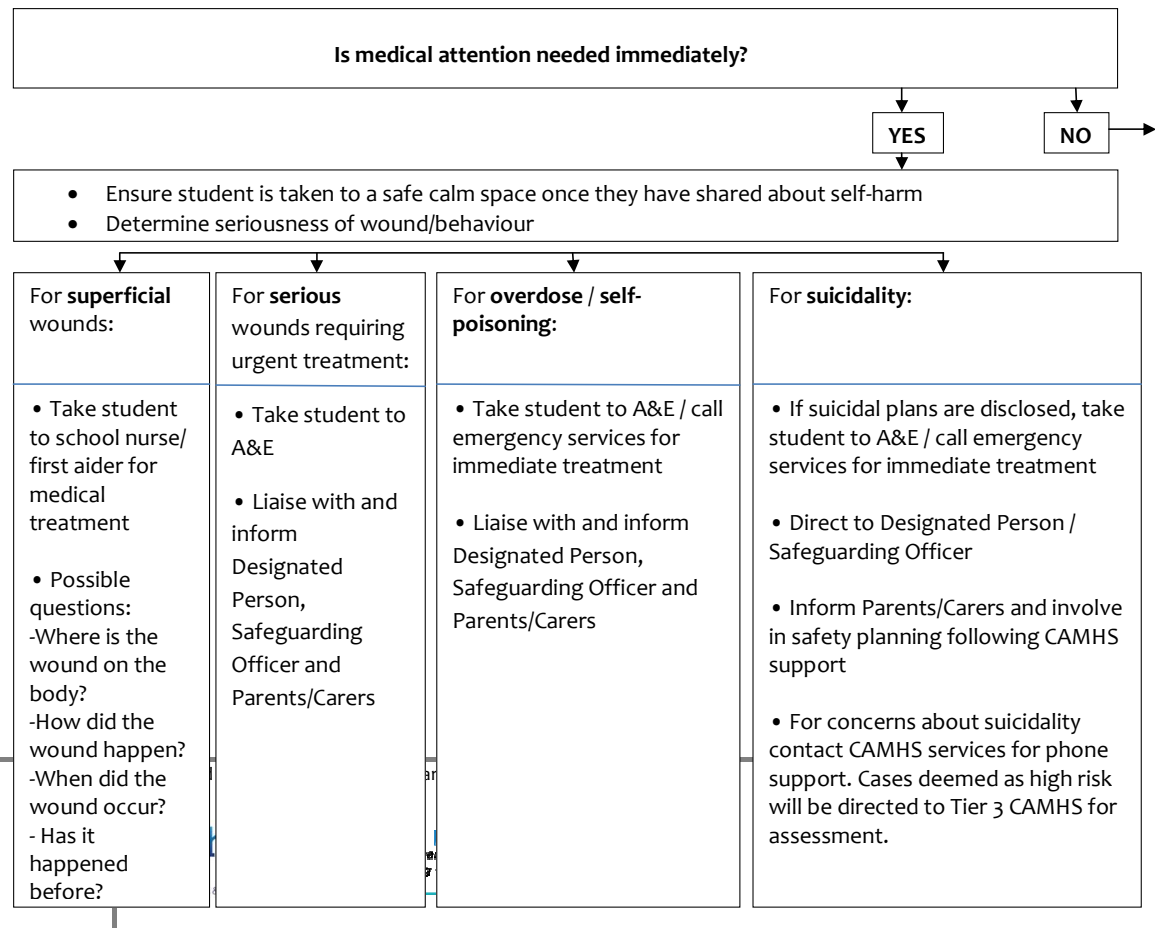 Is medical attention needed immediately?
YES
NO
• Ensure student is taken to a safe calm space once they have shared about self-harm
• Determine seriousness of wound/behaviour
For superficial
wounds:
• Take student
to school nurse/
first aider for
medical
treatment
• Possible
questions:
-Where is the
wound on the
body?
-How did the
wound happen?
-When did the
wound occur?
- Has it
happened
before?
For serious
wounds requiring
urgent treatment:
• Take student to
A&E
• Liaise with and
inform
Designated
Person,
Safeguarding
Officer and
Parents/Carers
For overdose / self-
poisoning:
• Take student to A&E / call
emergency services for
immediate treatment
• Liaise with and inform
Designated Person,
Safeguarding Officer and
Parents/Carers
For suicidality:
• If suicidal plans are disclosed, take
student to A&E / call emergency
services for immediate treatment
• Direct to Designated Person /
Safeguarding Officer
• Inform Parents/Carers and involve
in safety planning following CAMHS
support
• For concerns about suicidality
contact CAMHS services for phone
support. Cases deemed as high risk
will be directed to Tier 3 CAMHS for
assessment.